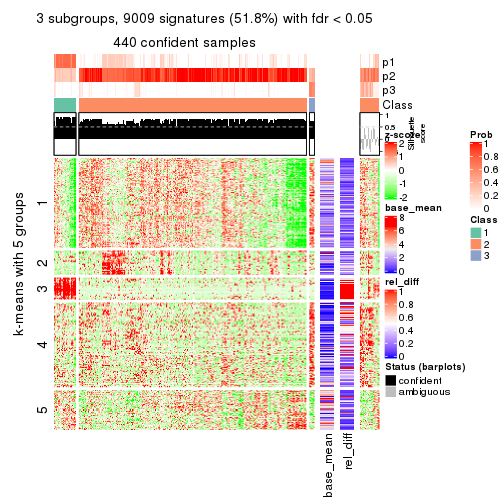 3 subgroups, 9009 signatures (51.8%) with fdr < 0.05
440 confident samples
p1
p2
p3
Class
1
0.5
0
Silhouette
score
k-means with 5 groups
1
2
3
4
5
base_mean
rel_diff
z-score
2
1
0
-1
-2
base_mean
8
6
4
2
0
rel_diff
1
0.8
0.6
0.4
0.2
0
Status (barplots)
confident
ambiguous
Prob
1
0.8
0.6
0.4
0.2
0
Class
1
2
3